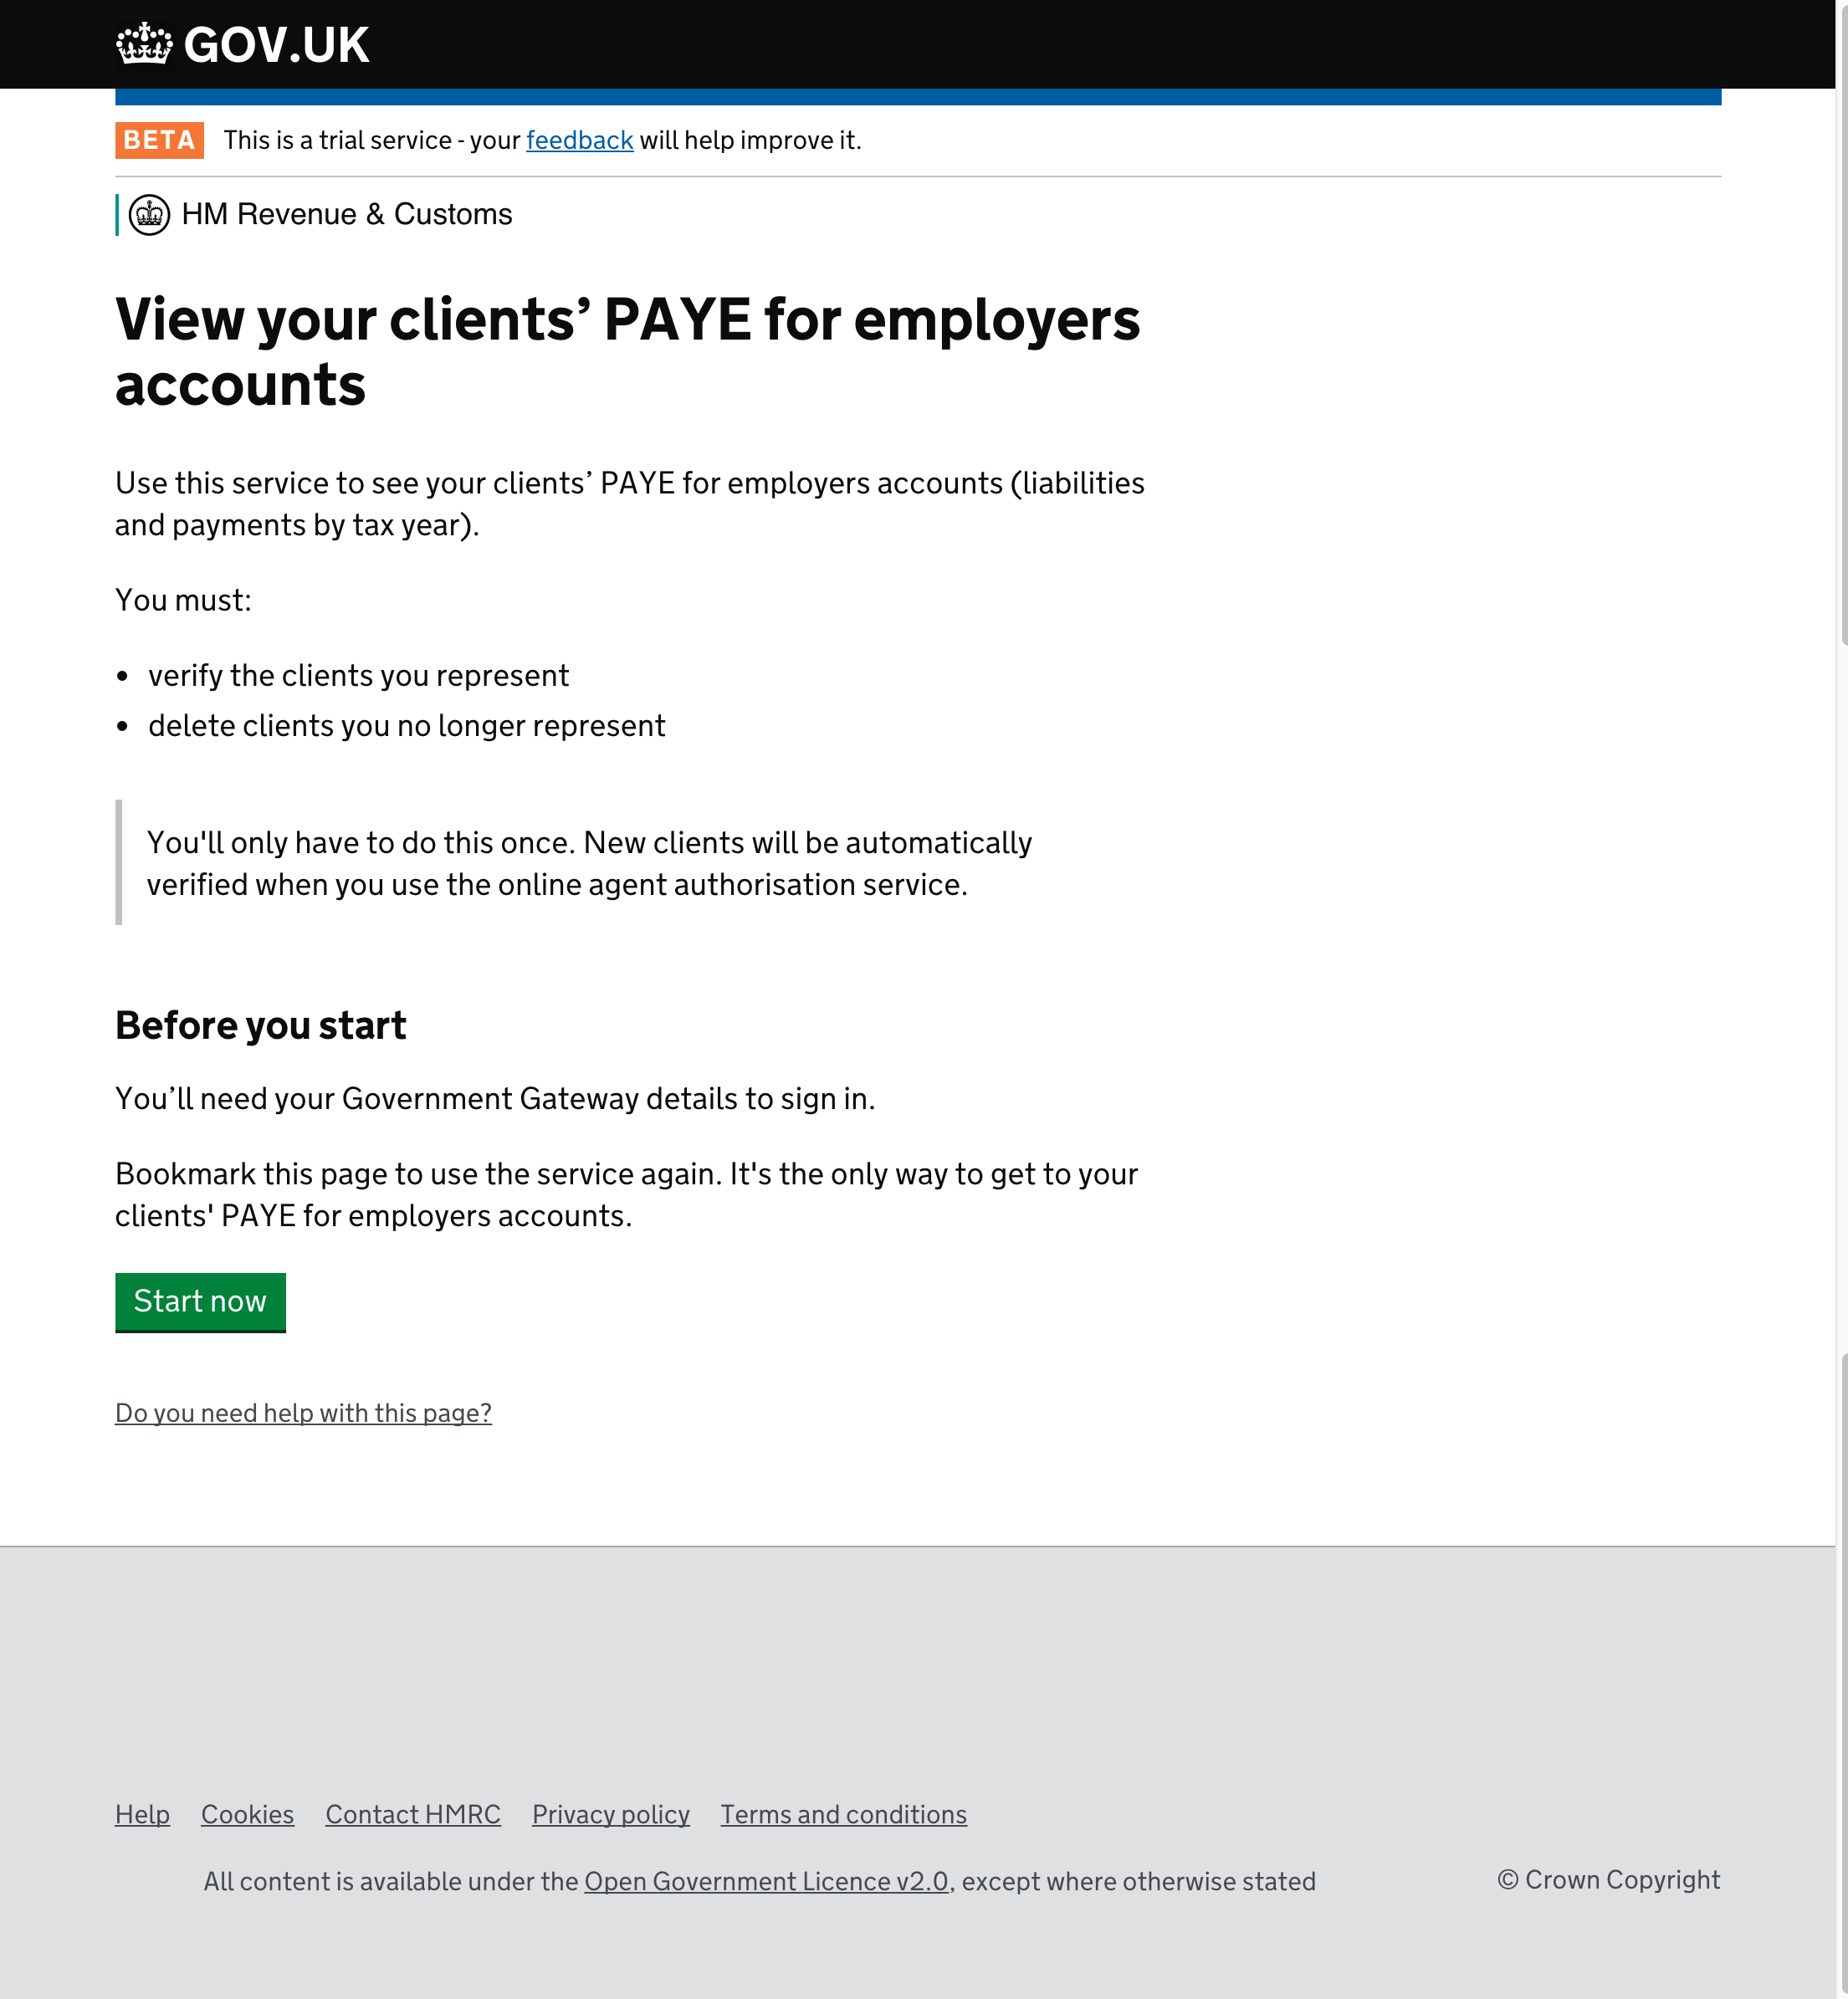 GOV.UK
BETA This is a trial service - your feedback will help improve it.
HM Revenue & Customs
View your clients’ PAYE for employers
accounts
Use this service to see your clients’ PAYE for employers accounts (liabilities
and payments by tax year).
You must:
• verify the clients you represent
• delete clients you no longer represent
You'll only have to do this once. New clients will be automatically
verified when you use the online agent authorisation service.
Before you start
You’ll need your Government Gateway details to sign in.
Bookmark this page to use the service again. It's the only way to get to your
clients' PAYE for employers accounts.
Start now
Do you need help with this page?
Help Cookies Contact HMRC Privacy policy Terms and conditions
All content is available under the Open Government Licence v2.0, except where otherwise stated © Crown Copyright